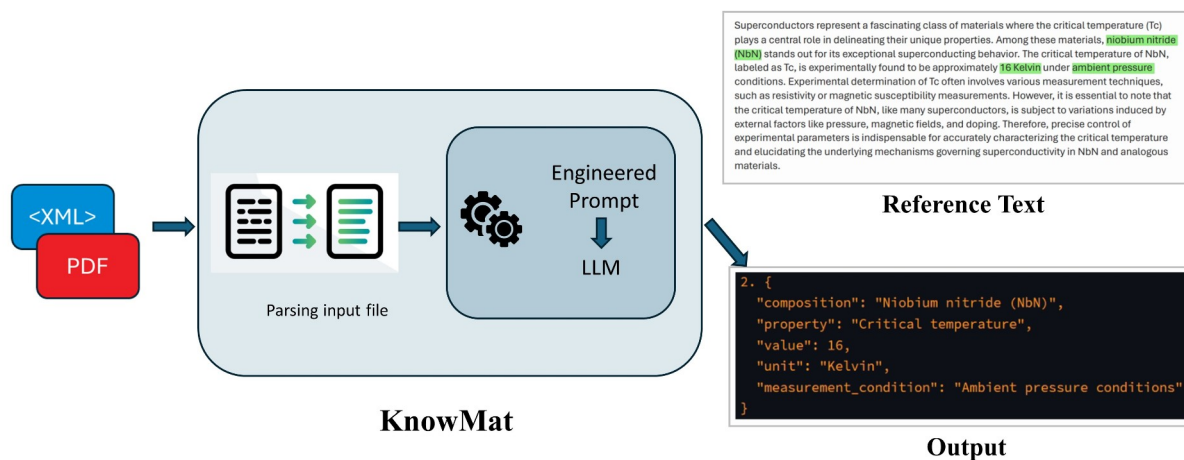 <XML>
PDF
Parsing input file
Engineered
Prompt
LLM
KnowMat
Superconductors represent a fascinating class of materials where the critical temperature (Tc)
plays a central role in delineating their unique properties. Among these materials, niobium nitride
(NbN) stands out for its exceptional superconducting behavior. The critical temperature of NbN,
labeled as Tc, is experimentally found to be approximately 16 Kelvin under ambient pressure
conditions. Experimental determination of Tc often involves various measurement techniques,
such as resistivity or magnetic susceptibility measurements. However, it is essential to note that
the critical temperature of NbN, like many superconductors, is subject to variations induced by
external factors like pressure, magnetic fields, and doping. Therefore, precise control of
experimental parameters is indispensable for accurately characterizing the critical temperature
and elucidating the underlying mechanisms governing superconductivity in NbN and analogous
materials.
Reference Text
2. {
"composition": "Niobium nitride (NbN)",
"property": "Critical temperature",
"value": 16,
"unit": "Kelvin",
"measurement_condition": "Ambient pressure conditions"
}
Output